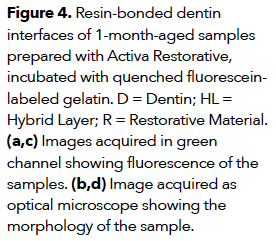 Figure 4. Resin-bonded dentin
interfaces of 1-month-aged samples
prepared with Activa Restorative,
incubated with quenched fluorescein-
labeled gelatin. D = Dentin; HL =
Hybrid Layer; R = Restorative Material.
(a,c) Images acquired in green
channel showing fluorescence of the
samples. (b,d) Image acquired as
optical microscope showing the
morphology of the sample.